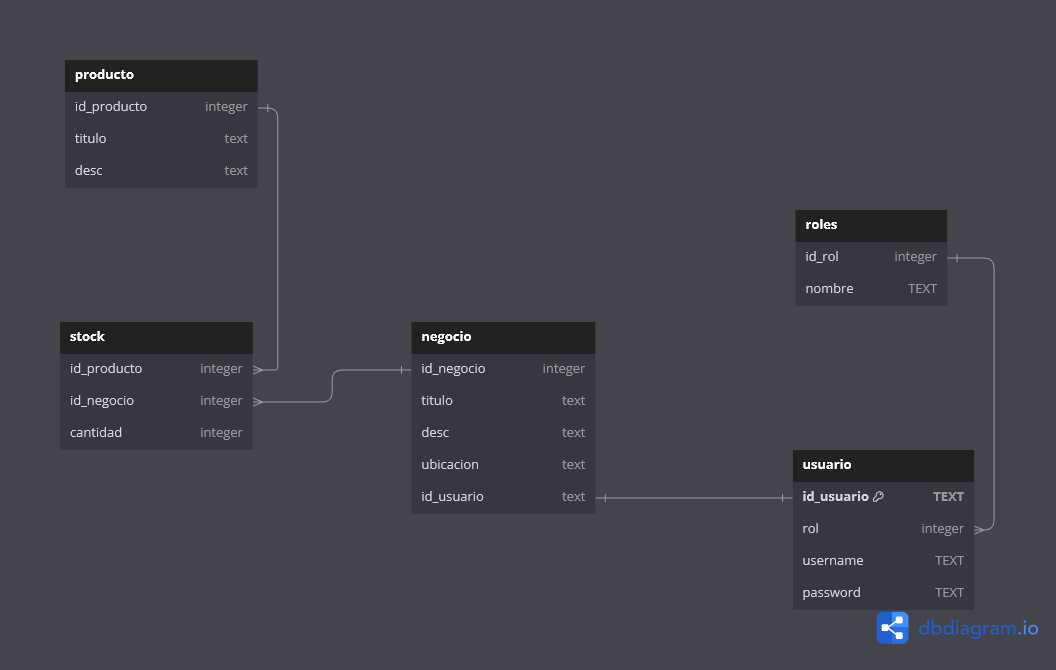 producto
id_producto integer
titulo text
desc text
roles
id_rol integer
nombre TEXT
stock
id_producto integer
id_negocio integer
cantidad integer
negocio
id_negocio integer
titulo text
desc text
ubicacion text
id_usuario text
usuario
id_usuario TEXT
rol integer
username TEXT
password TEXT
dbdiagram.io